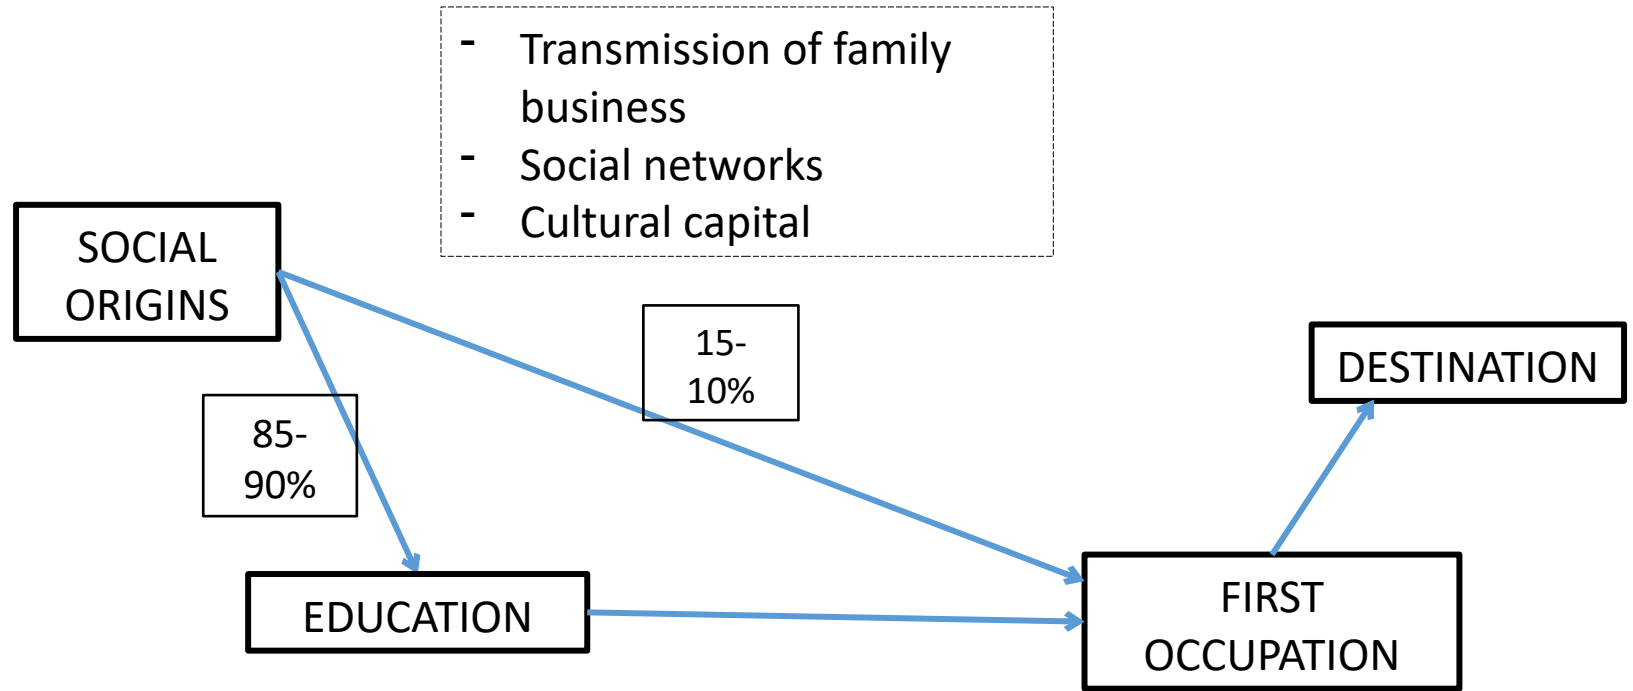 - Transmission of family
business
- Social networks
- Cultural capital
SOCIAL
ORIGINS
15-
10%
DESTINATION
85-
90%
EDUCATION
FIRST
OCCUPATION